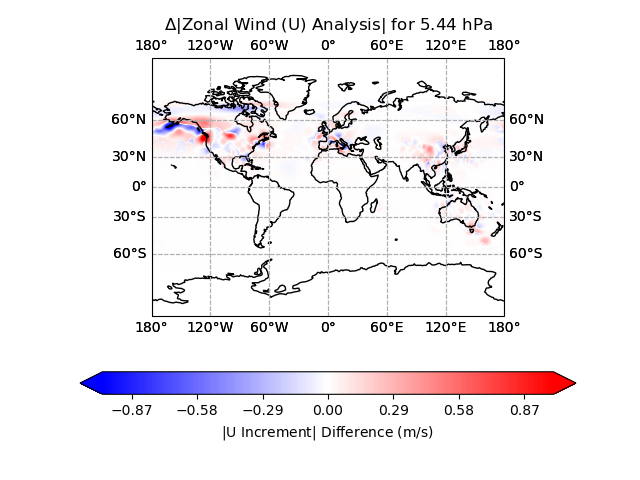 Δ|Zonal Wind (U) Analysis| for 5.44 hPa
180° 120°W 60°W 0° 60°E 120°E 180°
60°N 60°N
30°N 30°N
0° 0°
30°S 30°S
60°S 60°S
180° 120°W 60°W 0° 60°E 120°E 180°
−0.87 −0.58 −0.29 0.00 0.29 0.58 0.87
|U Increment| Difference (m/s)